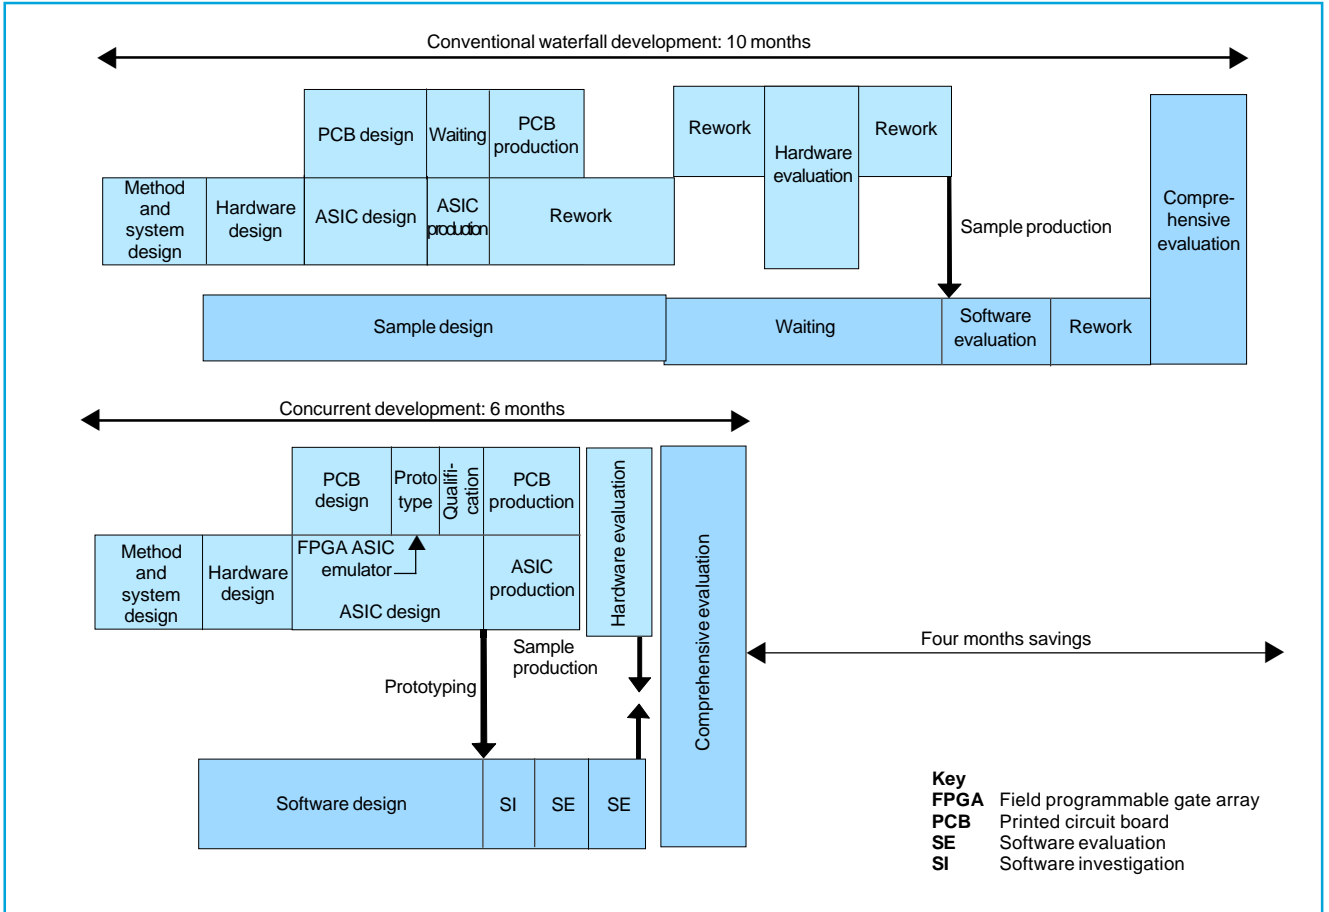 Conventional waterfall development: 10 months
PCB design
Waiting
PCB
production
Rework
Hardware
evaluation
Rework
Method
and
system
design
Hardware
design
ASIC design
ASIC
production
Rework
Sample production
Compre-
hensive
evaluation
Sample design
Waiting
Software
evaluation
Rework
Concurrent development: 6 months
PCB
design
Proto
type
Qualifi-
cation
PCB
production
Hardware evaluation
Comprehensive evaluation
Method
and
system
design
Hardware
design
FPGA ASIC
emulator
ASIC design
ASIC
production
Four months savings
Sample
production
Prototyping
Software design
SI
SE
SE
Key
FPGA Field programmable gate array
PCB Printed circuit board
SE Software evaluation
SI Software investigation